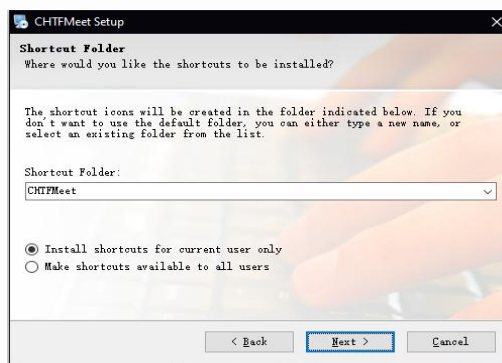 CHTFMeet Setup
Shortcut Folder
Where would you like the shortcuts to be installed?
The shortcut icons will be created in the folder indicated below. If you
don't want to use the default folder, you can either type a new name, or
select an existing folder from the list.
Shortcut Folder:
CHTFMeet
Install shortcuts for current user only
Make shortcuts available to all users
< Back
Next >
Cancel